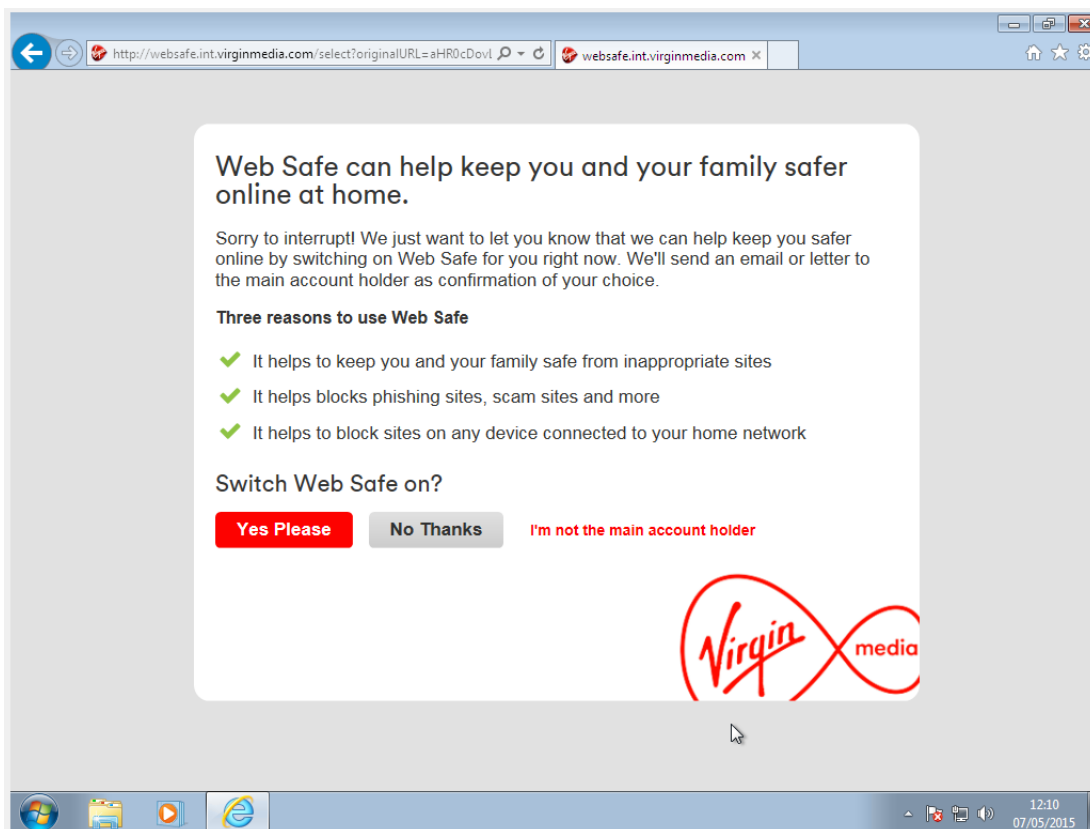 http://websafe.int.virginmedia.com/select?originalURL=aHR0cDovL
websafe.int.virginmedia.com
Web Safe can help keep you and your family safer
online at home.
Sorry to interrupt! We just want to let you know that we can help keep you safer
online by switching on Web Safe for you right now. We'll send an email or letter to
the main account holder as confirmation of your choice.
Three reasons to use Web Safe
It helps to keep you and your family safe from inappropriate sites
It helps blocks phishing sites, scam sites and more
It helps to block sites on any device connected to your home network
Switch Web Safe on?
Yes Please No Thanks I'm not the main account holder
Virgin media
12:10
07/05/2015